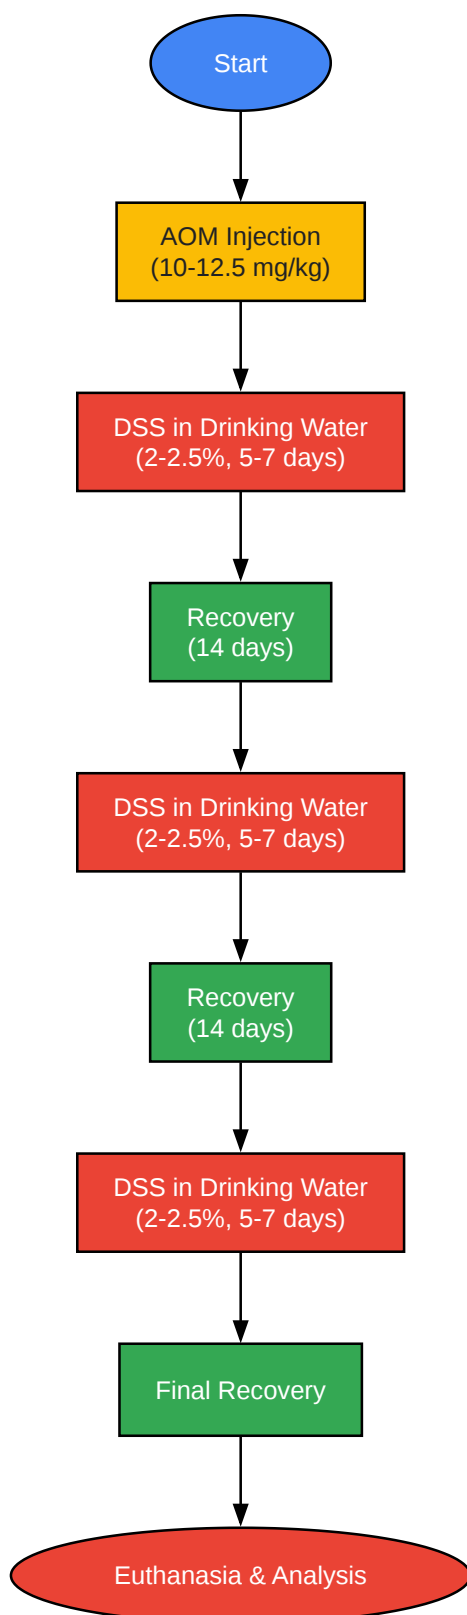 Start
AOM Injection
(10-12.5 mg/kg)
DSS in Drinking Water
(2-2.5%, 5-7 days)
Recovery
(14 days)
DSS in Drinking Water
(2-2.5%, 5-7 days)
Recovery
(14 days)
DSS in Drinking Water
(2-2.5%, 5-7 days)
Final Recovery
Euthanasia & Analysis